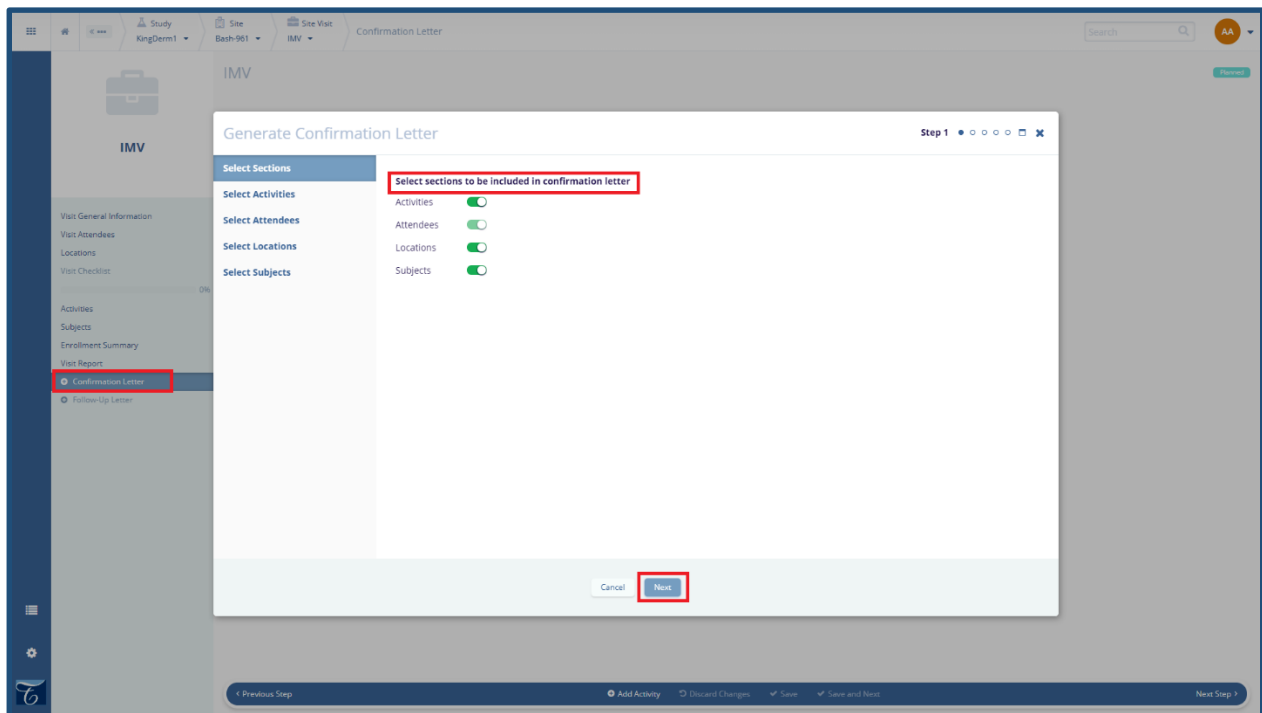 Study
KingDerm1
Site
Bash-961
Site Visit
IMV
Confirmation Letter
Search
AA
IMV
Planned
IMV
Visit General Information
Visit Attendees
Locations
Visit Checklist
0%
Activities
Subjects
Enrollment Summary
Visit Report
Confirmation Letter
Follow-Up Letter
Generate Confirmation Letter
Step 1
Select Sections
Select Activities
Select Attendees
Select Locations
Select Subjects
Select sections to be included in confirmation letter
Activities
Attendees
Locations
Subjects
Cancel
Next
< Previous Step
Add Activity
Discard Changes
Save
Save and Next
Next Step >